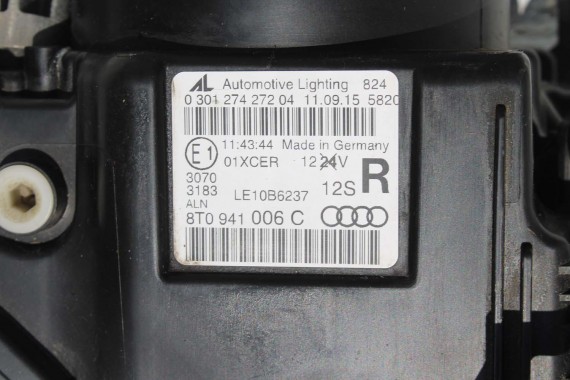 AL Automotive Lighting 824
0 301 274 272 04 11.09.15 5820
E1 11:43:44 Made in Germany
01XCER 12 24V
3070
3183 LE10B6237 12S R
ALN
8T0 941 006 C